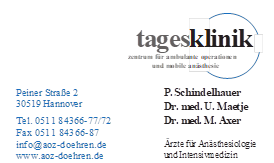 tagesklinik
zentrum für ambulante operationen
und mobile anästhesie
Peiner Straße 2
30519 Hannover
Tel. 0511 84366-77/72
Fax 0511 84366-87
info@aoz-doehren.de
www.aoz-doehren.de
P. Schindelhauer
Dr. med. U. Maetje
Dr. med. M. Axer
Ärzte für Anästhesiologie
und Intensivmedizin